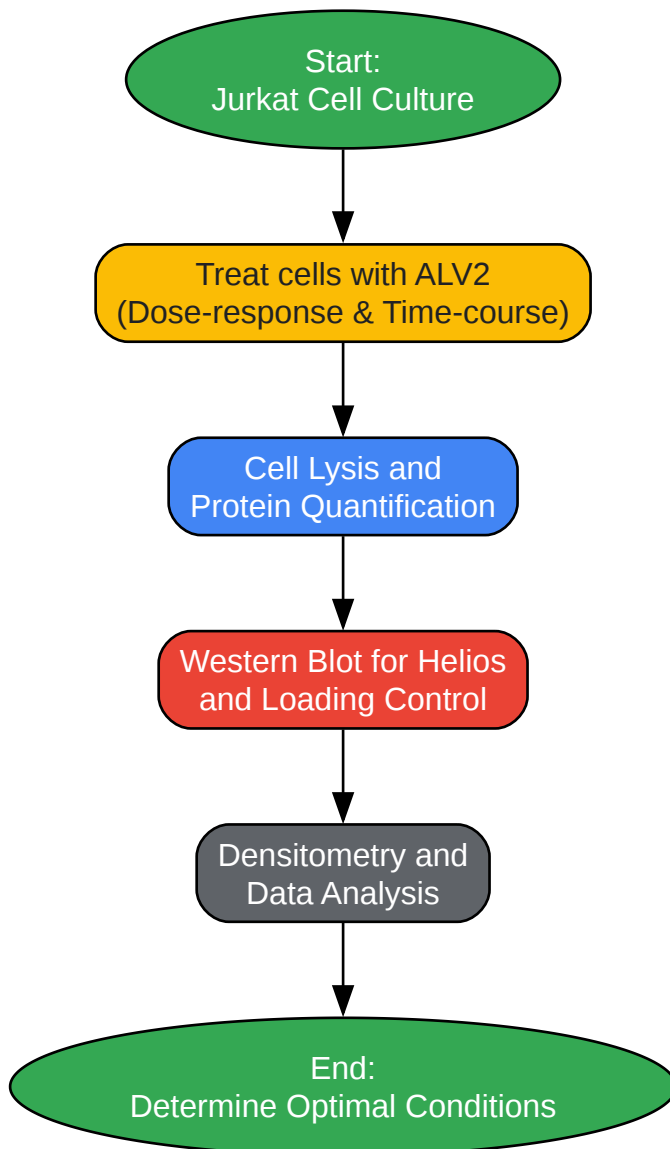 Start:
Jurkat Cell Culture
Treat cells with ALV2
(Dose-response & Time-course)
Cell Lysis and
Protein Quantification
Western Blot for Helios
and Loading Control
Densitometry and
Data Analysis
End:
Determine Optimal Conditions